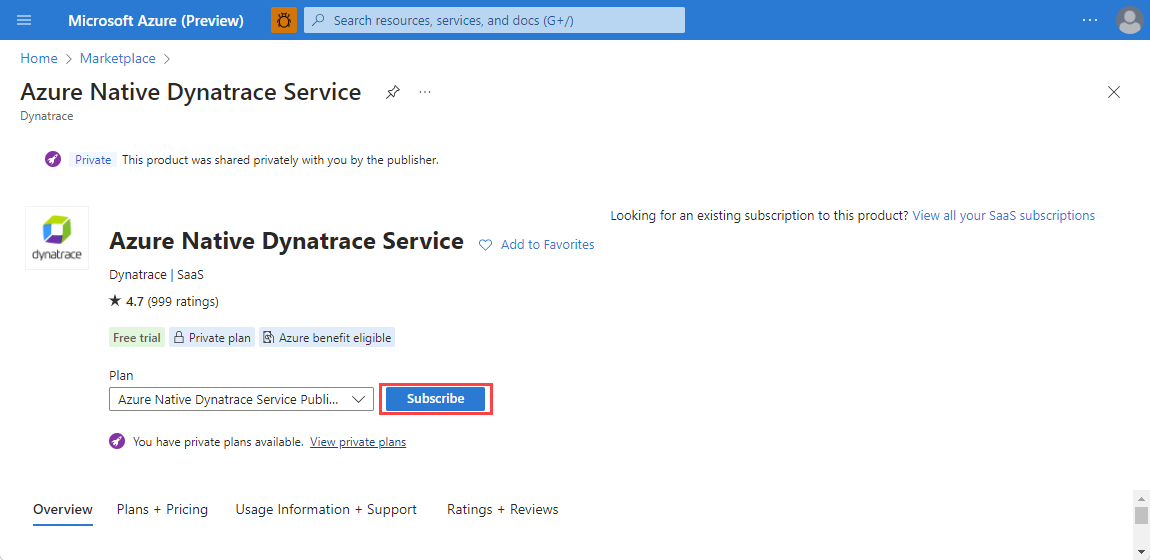 Microsoft Azure (Preview)
Search resources, services, and docs (G+/)
Home > Marketplace >
Azure Native Dynatrace Service
Dynatrace
Private This product was shared privately with you by the publisher.
Looking for an existing subscription to this product? View all your SaaS subscriptions
dynatrace
Azure Native Dynatrace Service
Add to Favorites
Dynatrace | SaaS
★ 4.7 (999 ratings)
Free trial Private plan Azure benefit eligible
Plan
Azure Native Dynatrace Service Publi...
Subscribe
You have private plans available. View private plans
Overview Plans + Pricing Usage Information + Support Ratings + Reviews